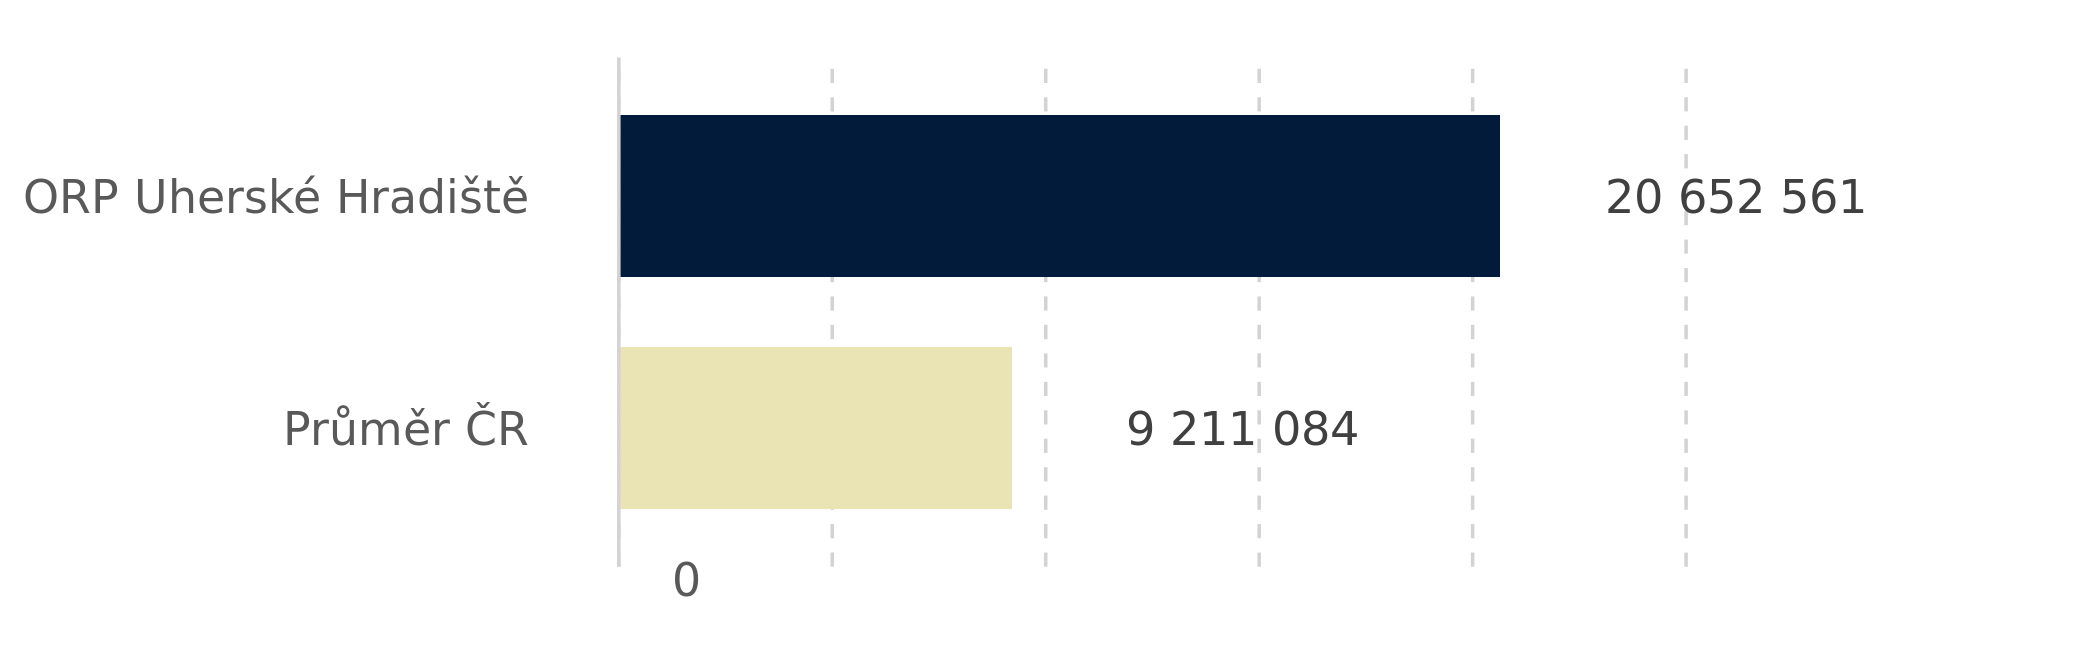 ORP Uherské Hradiště
20 652 561
Průměr ČR
9 211 084
0